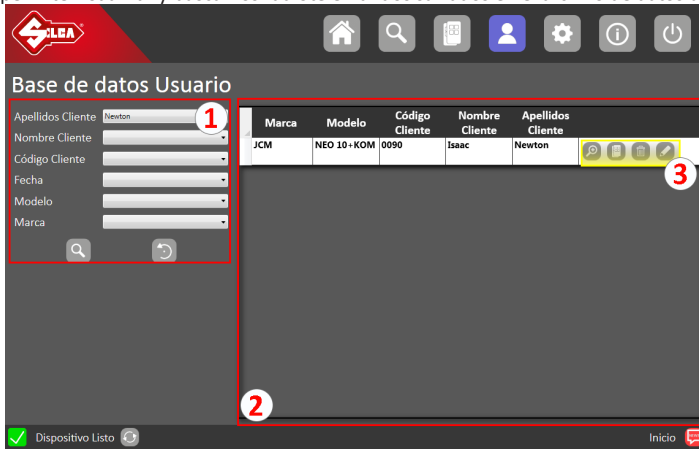 SILCA
Base de datos Usuario
Apellidos Cliente Newton
1
Nombre Cliente
Código Cliente
Fecha
Modelo
Marca
Marca Modelo Código Cliente Nombre Cliente Apellidos Cliente
JCM NEO 10+KOM 0090 Isaac Newton
3
2
Dispositivo Listo
Inicio